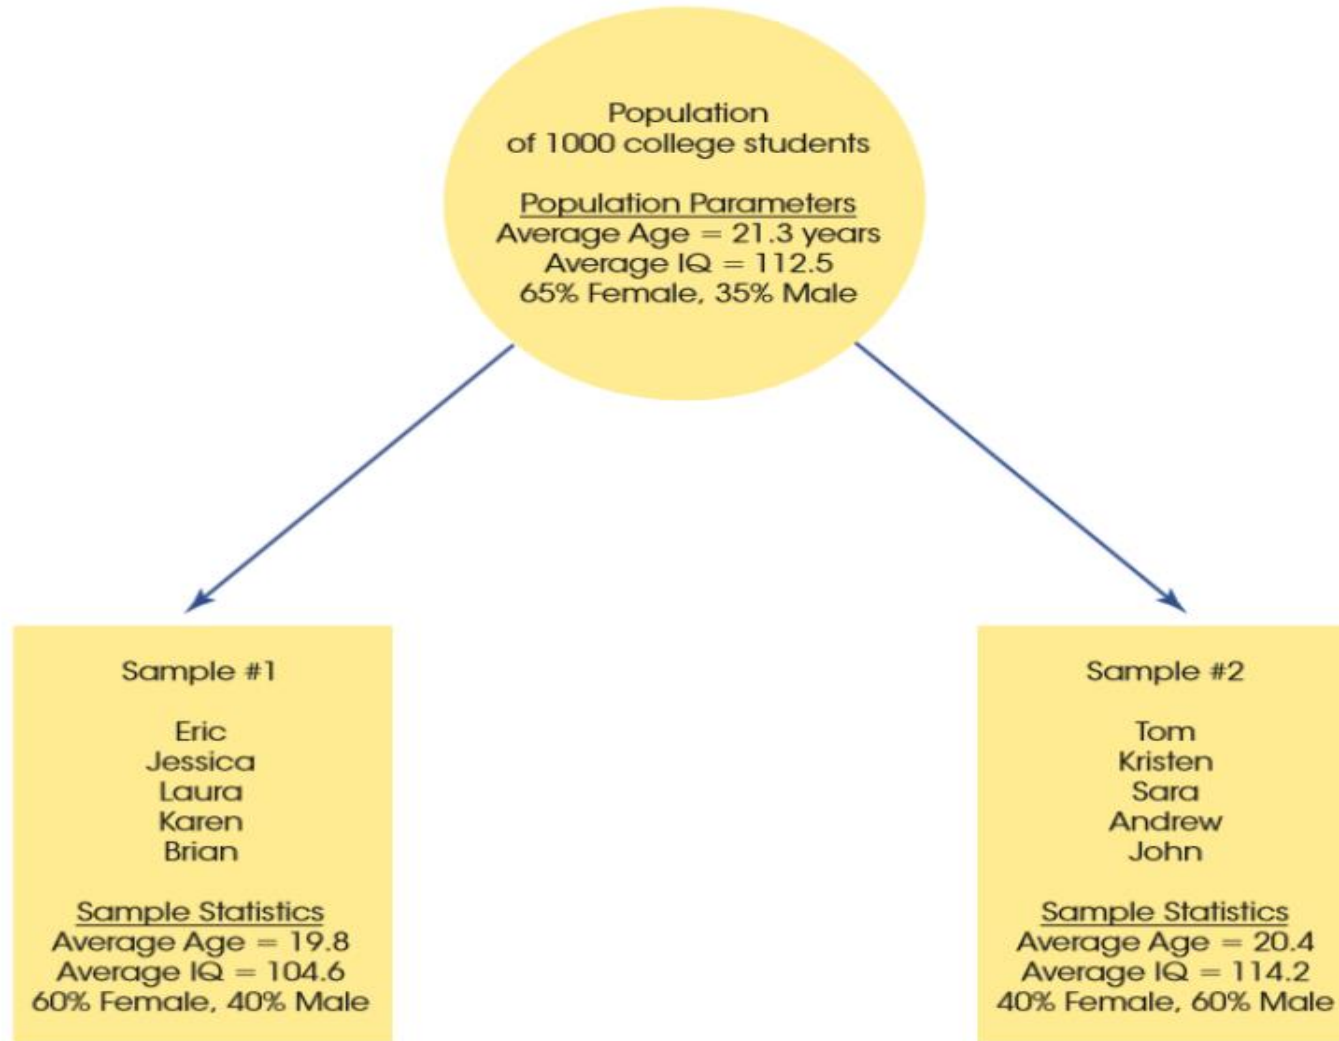 Population
of 1000 college students
Population Parameters
Average Age = 21.3 years
Average IQ = 112.5
65% Female, 35% Male
Sample #1
Eric
Jessica
Laura
Karen
Brian
Sample Statistics
Average Age = 19.8
Average IQ = 104.6
60% Female, 40% Male
Sample #2
Tom
Kristen
Sara
Andrew
John
Sample Statistics
Average Age = 20.4
Average IQ = 114.2
40% Female, 60% Male